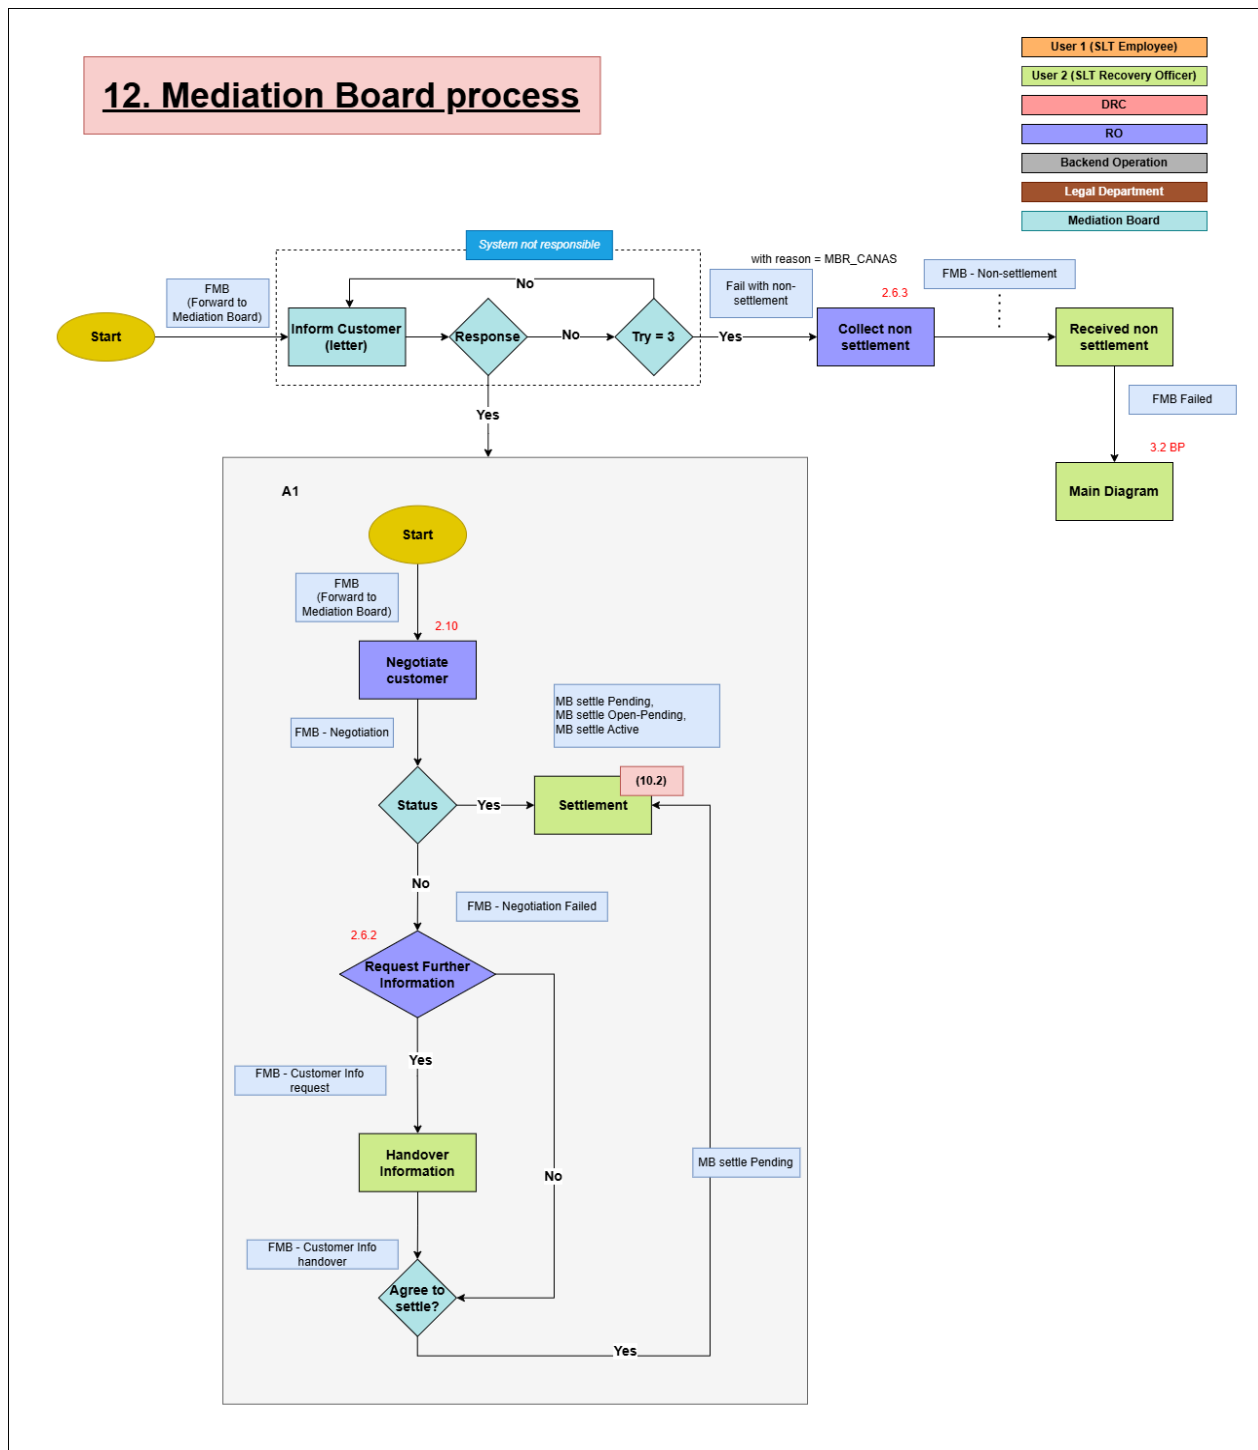 12. Mediation Board process
User 1 (SLT Employee)
User 2 (SLT Recovery Officer)
DRC
RO
Backend Operation
Legal Department
Mediation Board
System not responsible
with reason = MBR_CANAS
FMB
(Forward to
Mediation Board)
No
Fail with non-
settlement
2.6.3
FMB - Non-settlement
Start
Inform Customer
(letter)
Response
No
Try = 3
Yes
Collect non
settlement
Received non
settlement
Yes
FMB Failed
3.2 BP
Main Diagram
A1
Start
FMB
(Forward to
Mediation Board)
2.10
Negotiate
customer
FMB - Negotiation
MB settle Pending,
MB settle Open-Pending,
MB settle Active
Status
Yes
Settlement
(10.2)
No
FMB - Negotiation Failed
2.6.2
Request Further
Information
Yes
FMB - Customer Info
request
Handover
Information
No
MB settle Pending
FMB - Customer Info
handover
Agree to
settle?
Yes